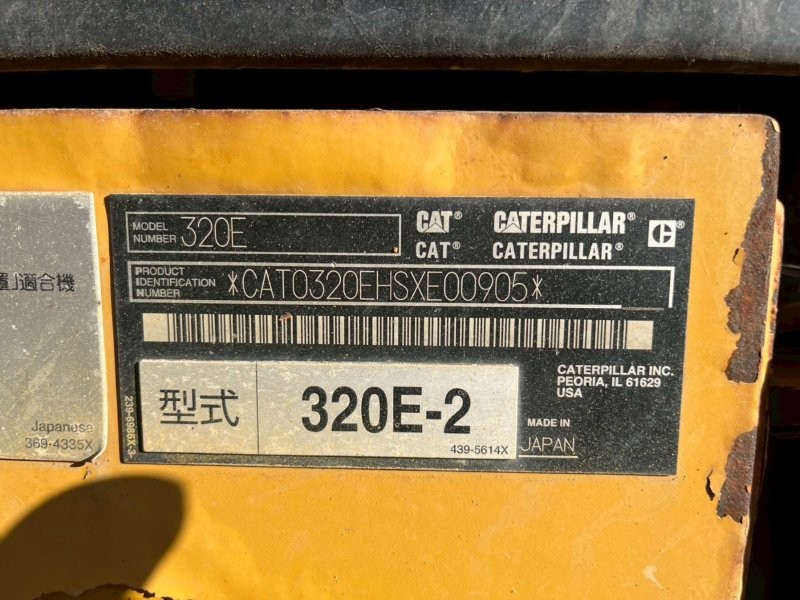 MODEL NUMBER 320E
CAT® CATERPILLAR®
CAT® CATERPILLAR®
PRODUCT IDENTIFICATION NUMBER *CAT0320EHSXE00905*
適合機
CATERPILLAR INC.
PEORIA, IL 61629
USA
型式 320E-2
439-5614X
MADE IN JAPAN
Japanese
369-4335X